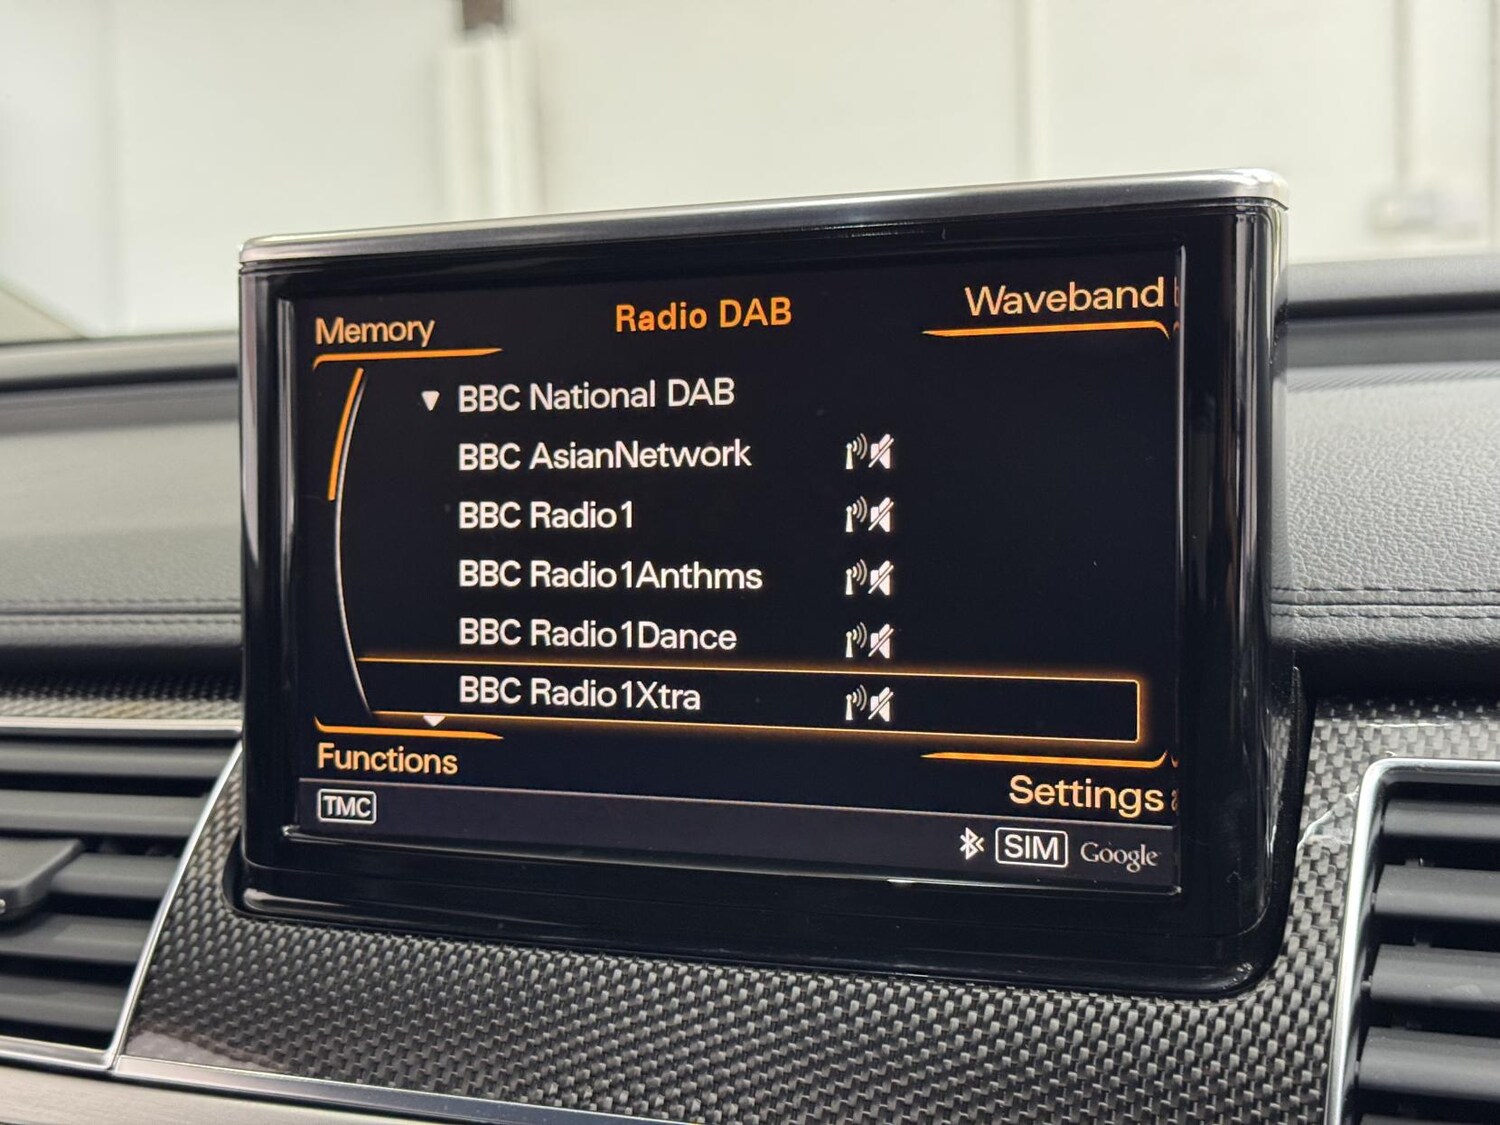 Memory
Radio DAB
Waveband
BBC National DAB
BBC AsianNetwork
BBC Radio1
BBC Radio1Anthms
BBC Radio1Dance
BBC Radio1Xtra
Functions
Settings
TMC
SIM Google